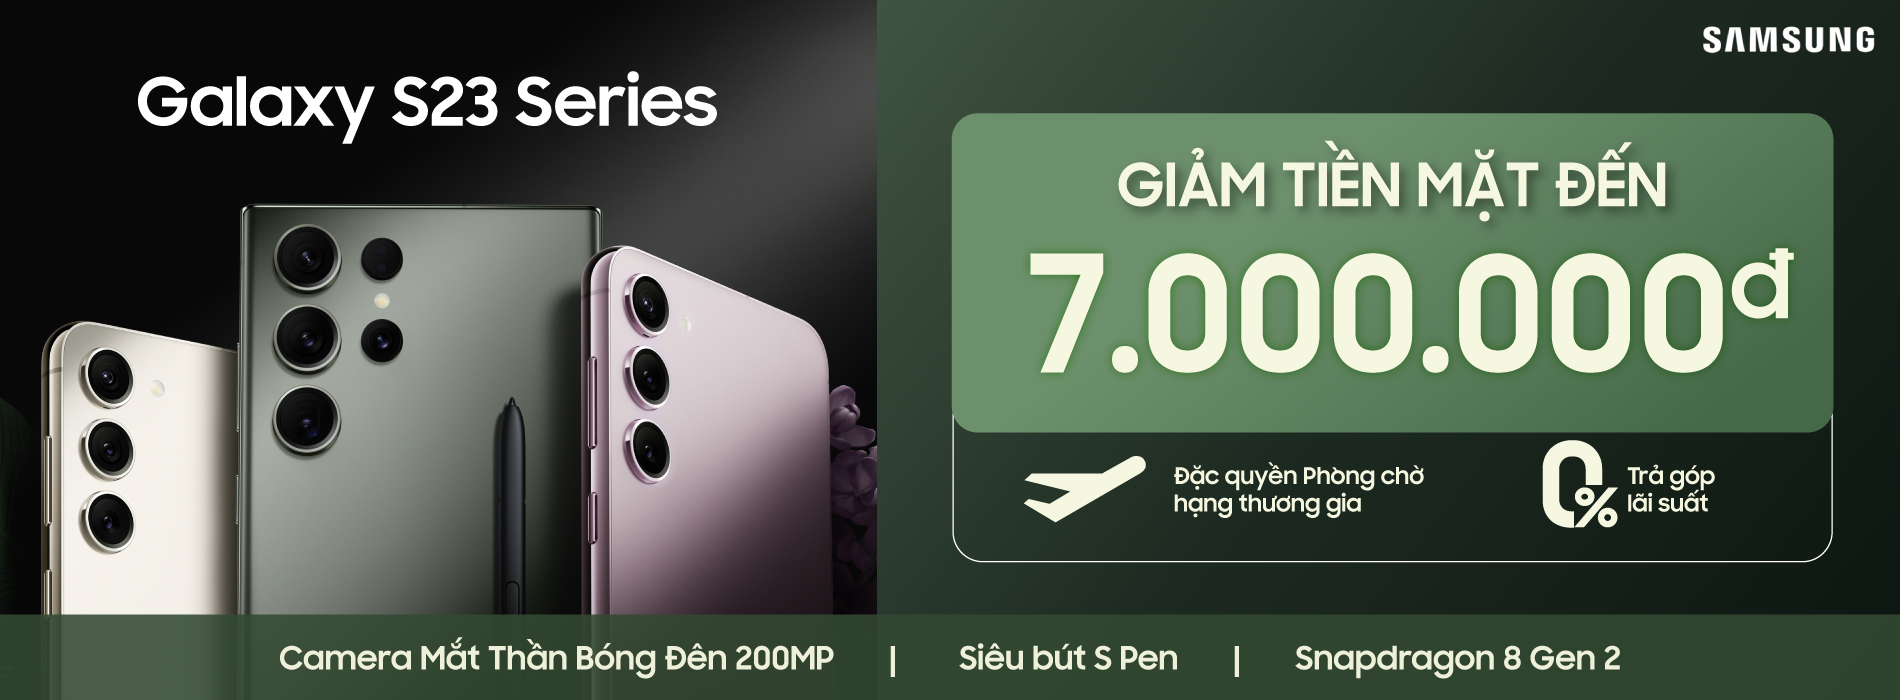 Galaxy S23 Series
SAMSUNG
GIẢM TIỀN MẶT ĐẾN
7.000.000đ
Đặc quyền Phòng chờ
hạng thương gia
0% Trả góp
lãi suất
Camera Mắt Thần Bóng Đên 200MP | Siêu bút S Pen | Snapdragon 8 Gen 2